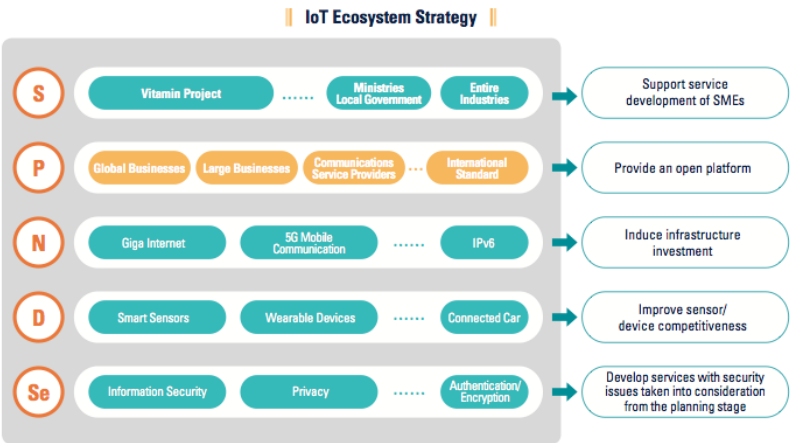 IoT Ecosystem Strategy
S
Vitamin Project
......
Ministries
Local Government
Entire
Industries
Support service
development of SMEs
P
Global Businesses
Large Businesses
Communications
Service Providers
...
International
Standard
Provide an open platform
N
Giga Internet
5G Mobile
Communication
......
IPv6
Induce infrastructure
investment
D
Smart Sensors
Wearable Devices
......
Connected Car
Improve sensor/
device competitiveness
Se
Information Security
Privacy
......
Authentication/
Encryption
Develop services with security
issues taken into consideration
from the planning stage